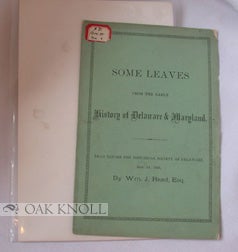 SOME LEAVES
FROM THE EARLY
History of Delaware & Maryland.
READ BEFORE THE HISTORICAL SOCIETY OF DELAWARE,
By Wm. J. Read, Esq.
OAK KNOLL